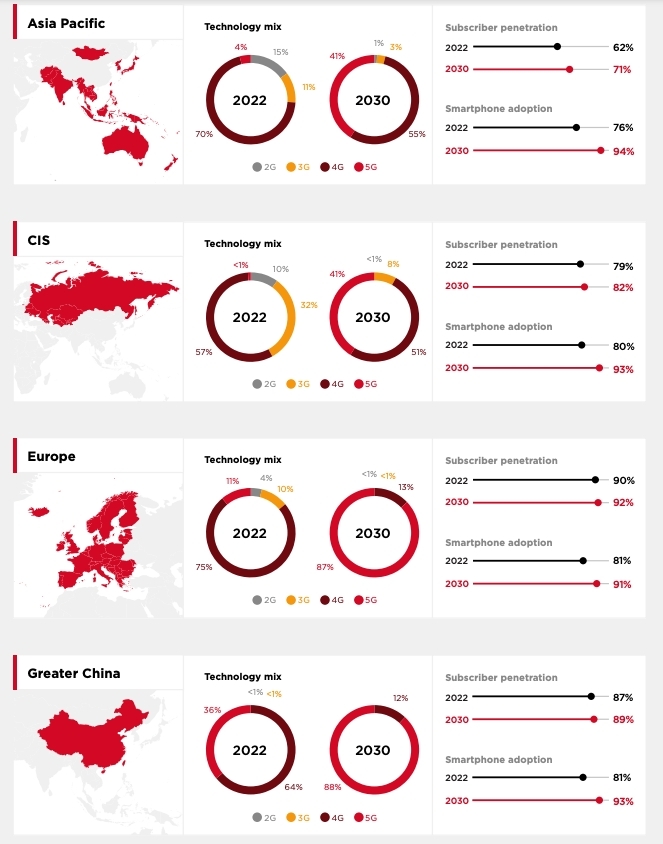 Asia Pacific
Technology mix
4%
15%
11%
70%
2022
41%
1%
3%
55%
2030
2G 3G 4G 5G
Subscriber penetration
2022 62%
2030 71%
Smartphone adoption
2022 76%
2030 94%
CIS
Technology mix
<1%
10%
32%
57%
2022
41%
<1%
8%
51%
2030
2G 3G 4G 5G
Subscriber penetration
2022 79%
2030 82%
Smartphone adoption
2022 80%
2030 93%
Europe
Technology mix
11%
4%
10%
75%
2022
<1%
<1%
13%
87%
2030
2G 3G 4G 5G
Subscriber penetration
2022 90%
2030 92%
Smartphone adoption
2022 81%
2030 91%
Greater China
Technology mix
<1%
<1%
36%
64%
2022
12%
88%
2030
2G 3G 4G 5G
Subscriber penetration
2022 87%
2030 89%
Smartphone adoption
2022 81%
2030 93%